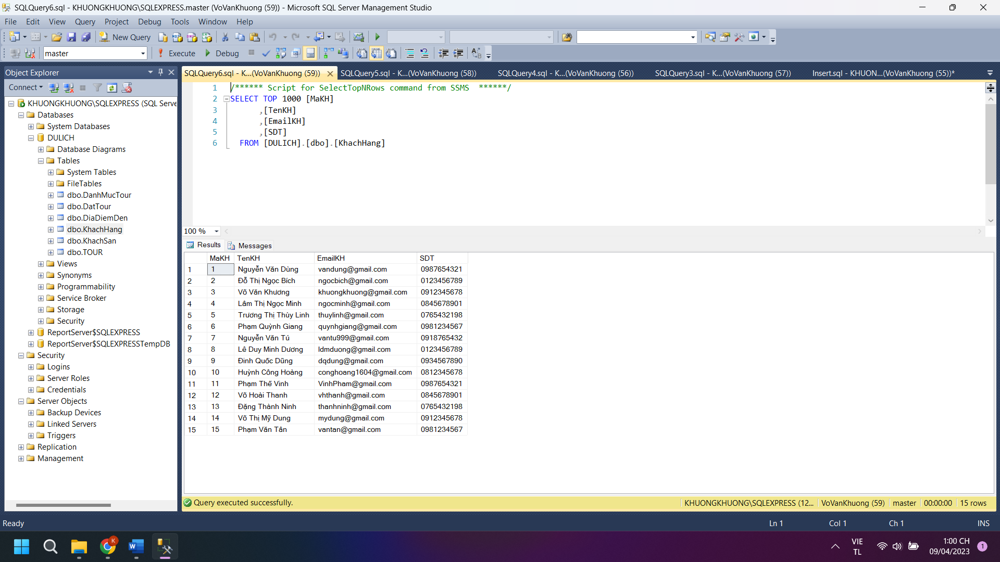 SQLQuery6.sql - KHUONGKHUONG\SQLEXPRESS.master (VoVanKhuong (59)) - Microsoft SQL Server Management Studio
File Edit View Query Project Debug Tools Window Help
New Query
master Execute Debug
Object Explorer
Connect
KHUONGKHUONG\SQLEXPRESS (SQL Serve
Databases
System Databases
DULICH
Database Diagrams
Tables
System Tables
FileTables
dbo.DanhMucTour
dbo.DatTour
dbo.DiaDiemDen
dbo.KhachHang
dbo.KhachSan
dbo.TOUR
Views
Synonyms
Programmability
Service Broker
Storage
Security
ReportServer$SQLEXPRESS
ReportServer$SQLEXPRESSTempDB
Security
Logins
Server Roles
Credentials
Server Objects
Backup Devices
Linked Servers
Triggers
Replication
Management
SQLQuery6.sql - K...(VoVanKhuong (59)) SQLQuery5.sql - K...(VoVanKhuong (58)) SQLQuery4.sql - K...(VoVanKhuong (56)) SQLQuery3.sql - K...(VoVanKhuong (57)) Insert.sql - KHUON...(VoVanKhuong (55))*
1 /****** Script for SelectTopNRows command from SSMS ******/
2 SELECT TOP 1000 [MaKH]
3 ,[TenKH]
4 ,[EmailKH]
5 ,[SDT]
6 FROM [DULICH].[dbo].[KhachHang]
100 %
Results Messages
MaKH TenKH EmailKH SDT
1 1 Nguyễn Văn Dùng vandung@gmail.com 0987654321
2 2 Đỗ Thị Ngọc Bích ngocbich@gmail.com 0123456789
3 3 Võ Văn Khương khuongkhuong@gmail.com 0912345678
4 4 Lâm Thị Ngọc Minh ngocminh@gmail.com 0845678901
5 5 Trương Thị Thùy Linh thuylinh@gmail.com 0765432198
6 6 Phạm Quỳnh Giang quynhgiang@gmail.com 0981234567
7 7 Nguyễn Văn Tú vantu999@gmail.com 0918765432
8 8 Lê Duy Minh Dương ldmduong@gmail.com 0123456789
9 9 Đinh Quốc Dũng dqdung@gmail.com 0934567890
10 10 Huỳnh Công Hoàng conghoang1604@gmail.com 0812345678
11 11 Phạm Thế Vinh VinhPham@gmail.com 0987654321
12 12 Võ Hoài Thanh vhthanh@gmail.com 0845678901
13 13 Đặng Thành Ninh thanhninh@gmail.com 0765432198
14 14 Võ Thị Mỹ Dung mydung@gmail.com 0912345678
15 15 Phạm Văn Tân vantan@gmail.com 0981234567
Query executed successfully. KHUONGKHUONG\SQLEXPRESS (12... VoVanKhuong (59) master 00:00:00 15 rows
Ready Ln 1 Col 1 Ch 1 INS
K
VIE
TL
1:00 CH
09/04/2023
1